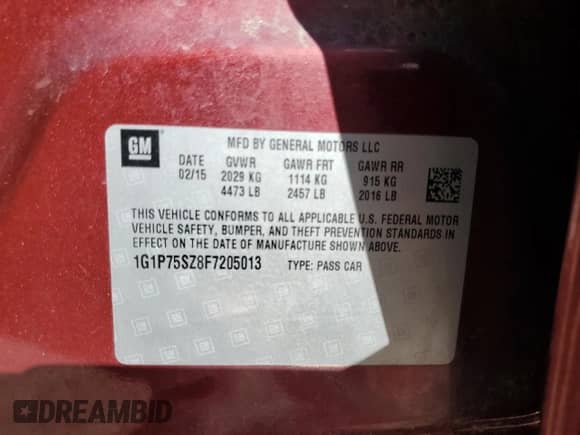 GM
MFD BY GENERAL MOTORS LLC
DATE GVWR GAWR FRT GAWR RR
02/15 2029 KG 1114 KG 915 KG
4473 LB 2457 LB 2016 LB
THIS VEHICLE CONFORMS TO ALL APPLICABLE U.S. FEDERAL MOTOR
VEHICLE SAFETY, BUMPER, AND THEFT PREVENTION STANDARDS IN
EFFECT ON THE DATE OF MANUFACTURE SHOWN ABOVE.
1G1P75SZ8F7205013 TYPE: PASS CAR
DREAMBID